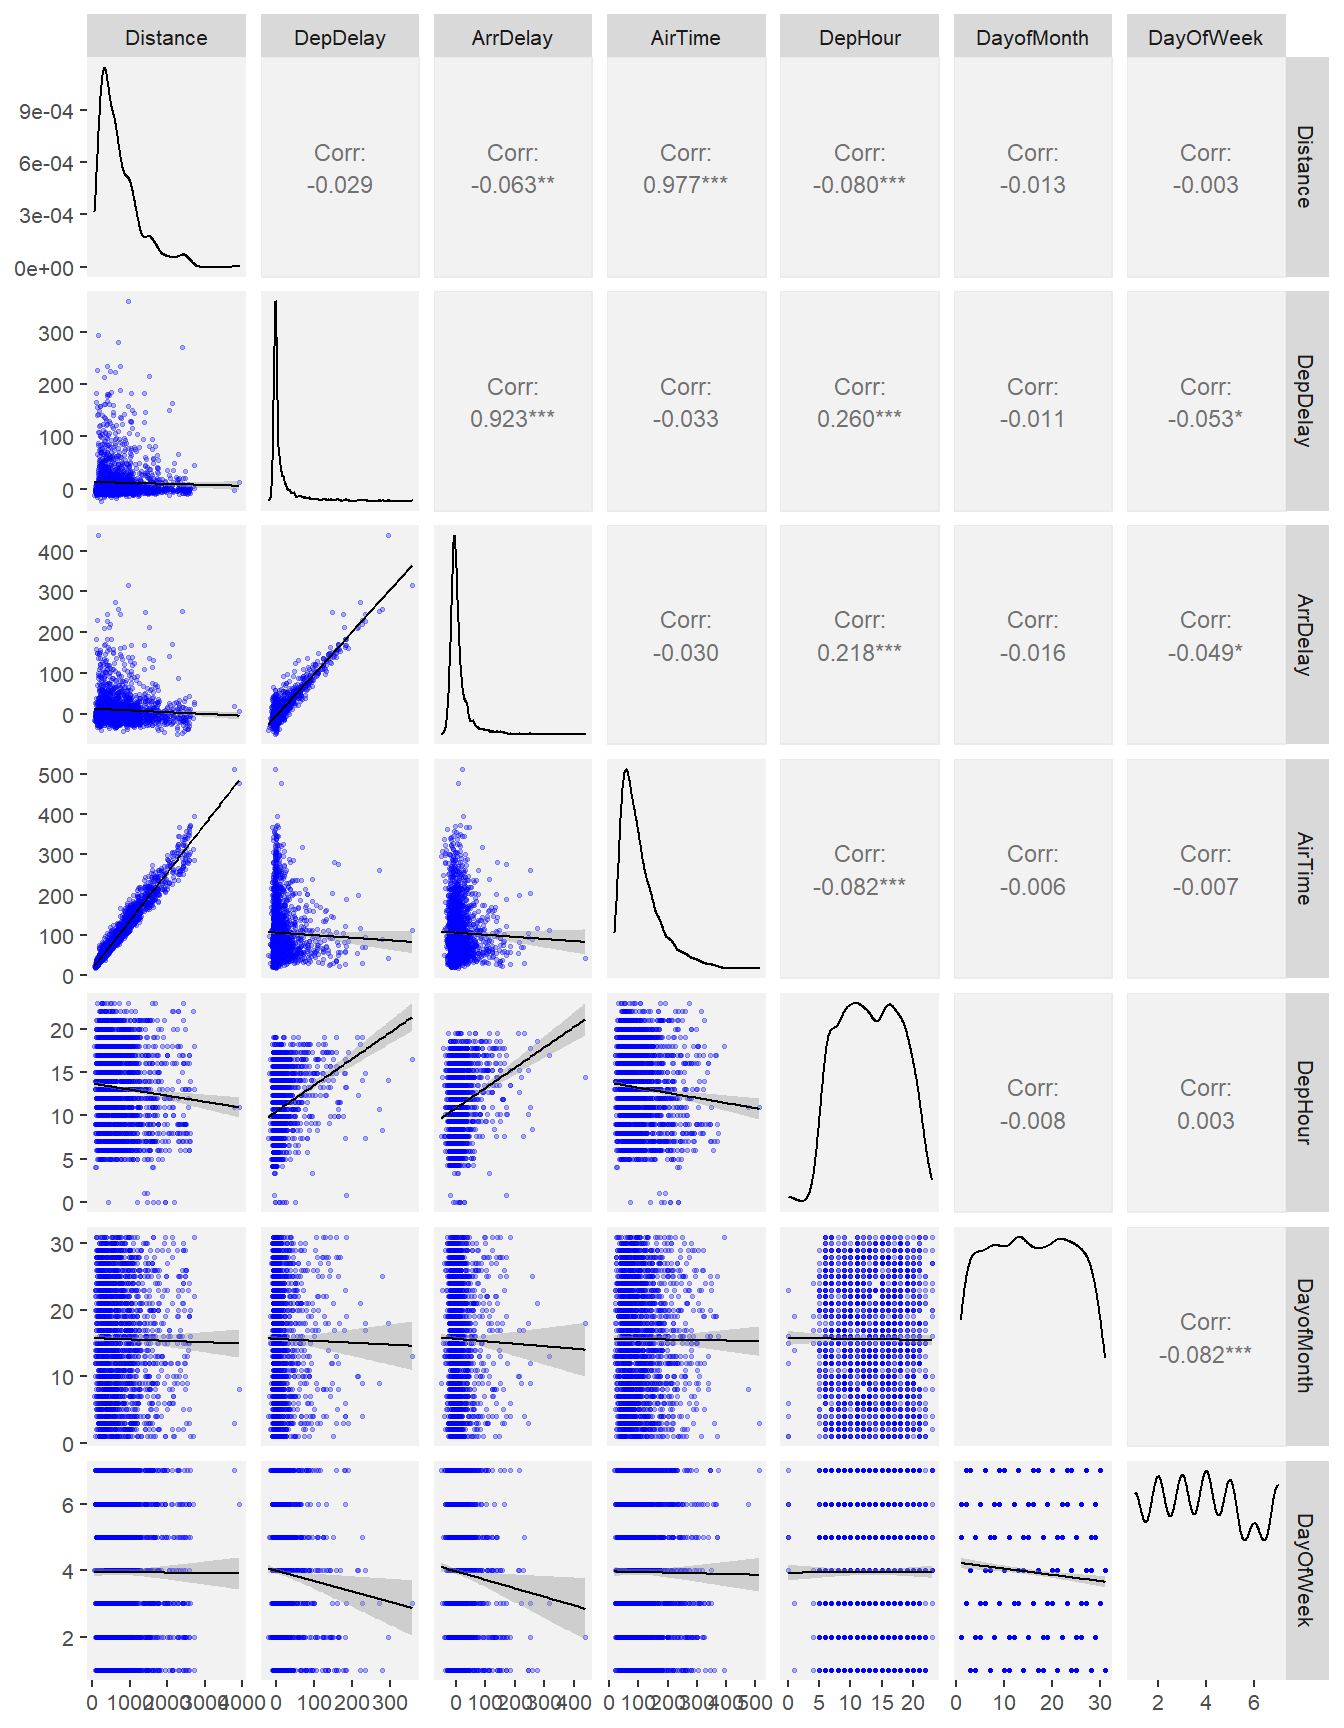 Distance DepDelay ArrDelay AirTime DepHour DayofMonth DayOfWeek
9e-04
6e-04
3e-04
0e+00
Corr: Corr: Corr: Corr: Corr: Corr:
-0.029 -0.063** 0.977*** -0.080*** -0.013 -0.003
Distance
300
200
100
0
Corr: Corr: Corr: Corr: Corr:
0.923*** -0.033 0.260*** -0.011 -0.053*
DepDelay
400
300
200
100
0
Corr: Corr: Corr: Corr:
-0.030 0.218*** -0.016 -0.049*
ArrDelay
500
400
300
200
100
0
Corr: Corr: Corr:
-0.082*** -0.006 -0.007
AirTime
20
15
10
5
0
Corr: Corr:
-0.008 0.003
DepHour
30
20
10
0
Corr:
-0.082***
DayofMonth
6
4
2
DayOfWeek
0 1000 2000 3000 4000 0 100 200 300 0 100 200 300 400 0 100 200 300 400 500 0 5 10 15 20 0 10 20 30 2 4 6